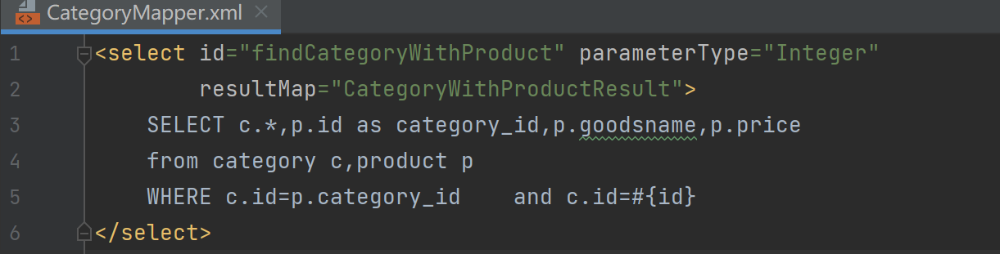 CategoryMapper.xml
1 <select id="findCategoryWithProduct" parameterType="Integer"
2 resultMap="CategoryWithProductResult">
3 SELECT c.*,p.id as category_id,p.goodsname,p.price
4 from category c,product p
5 WHERE c.id=p.category_id    and c.id=#{id}
6 </select>